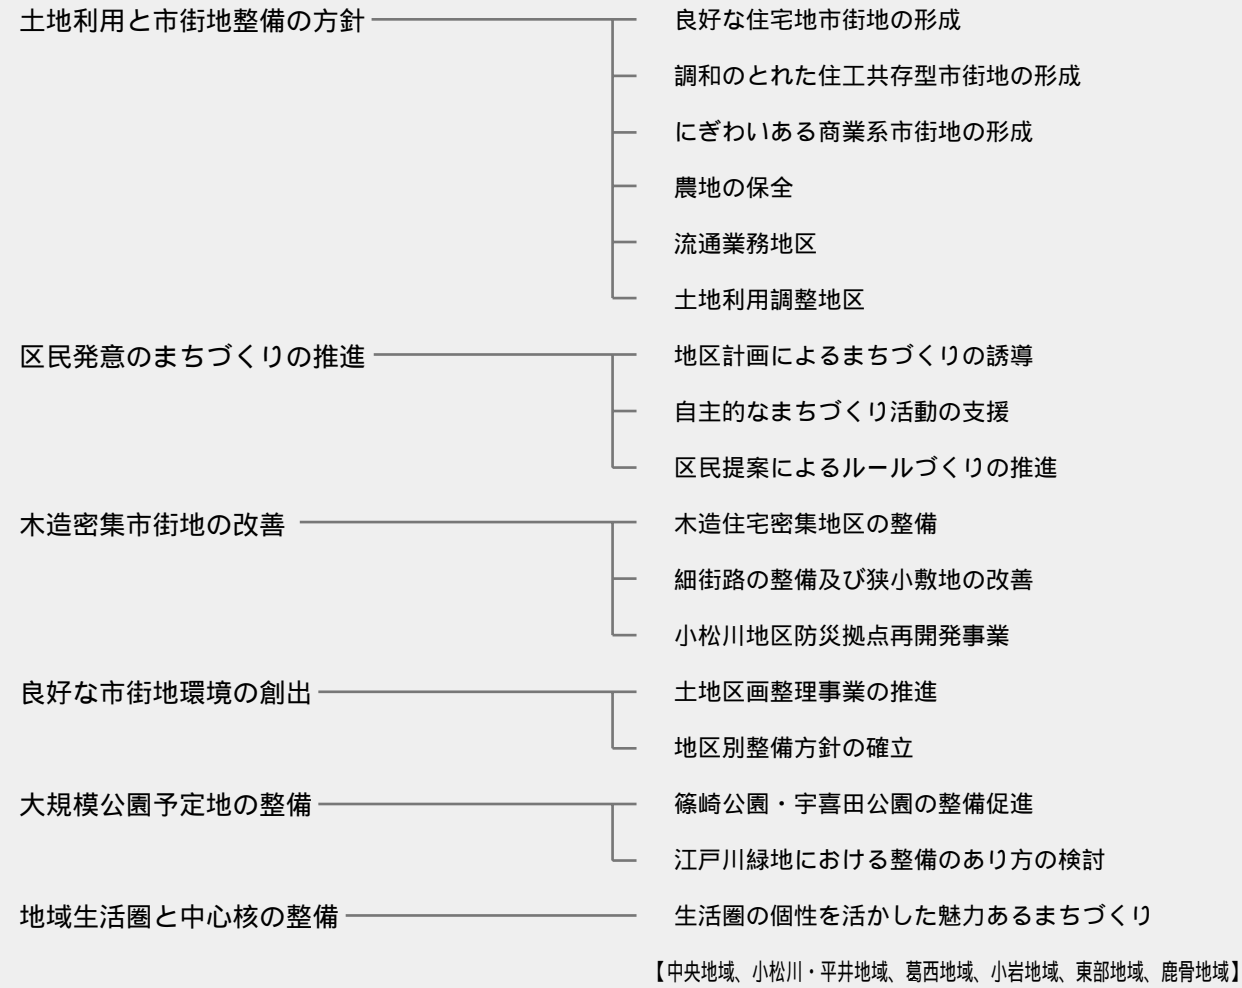 土地利用と市街地整備の方針
良好な住宅地市街地の形成
調和のとれた住工共存型市街地の形成
にぎわいある商業系市街地の形成
農地の保全
流通業務地区
土地利用調整地区
区民発意のまちづくりの推進
地区計画によるまちづくりの誘導
自主的なまちづくり活動の支援
区民提案によるルールづくりの推進
木造密集市街地の改善
木造住宅密集地区の整備
細街路の整備及び狭小敷地の改善
小松川地区防災拠点再開発事業
良好な市街地環境の創出
土地区画整理事業の推進
地区別整備方針の確立
大規模公園予定地の整備
篠崎公園・宇喜田公園の整備促進
江戸川緑地における整備のあり方の検討
地域生活圏と中心核の整備
生活圏の個性を活かした魅力あるまちづくり
【中央地域、小松川・平井地域、葛西地域、小岩地域、東部地域、鹿骨地域】